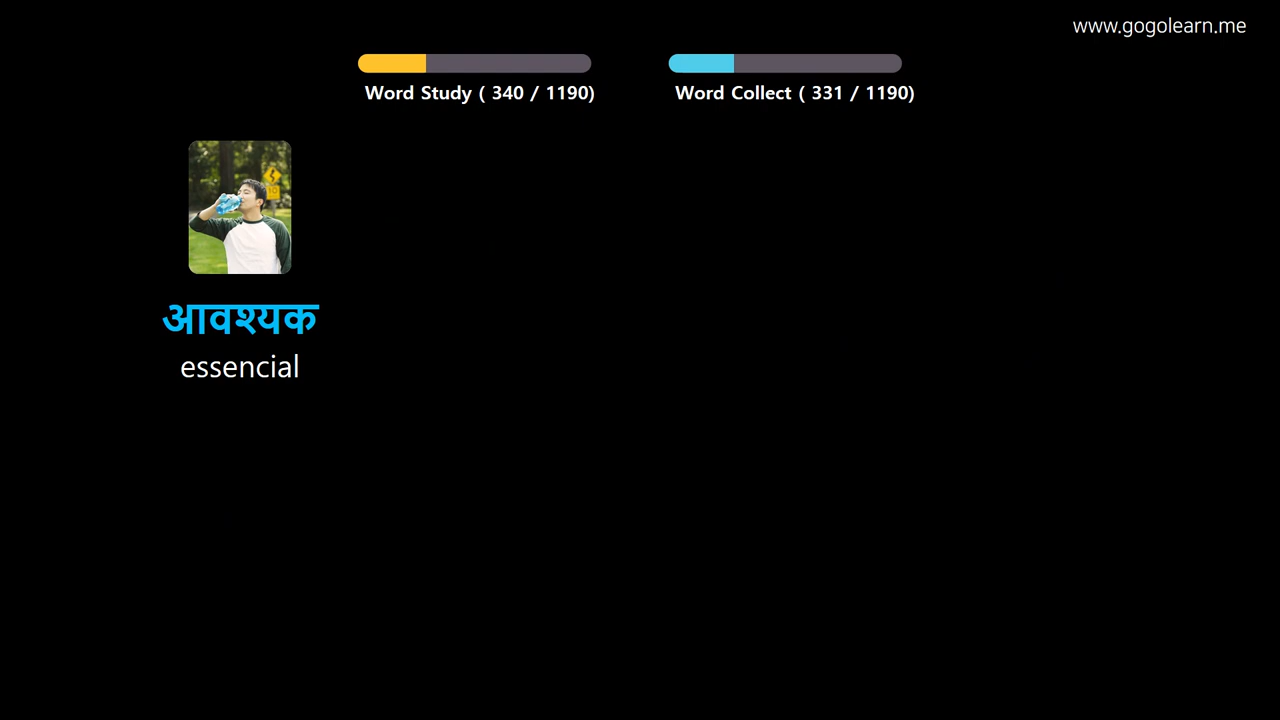 www.gogolearn.me
Word Study ( 340 / 1190)
Word Collect ( 331 / 1190)
आवश्यक
essencial